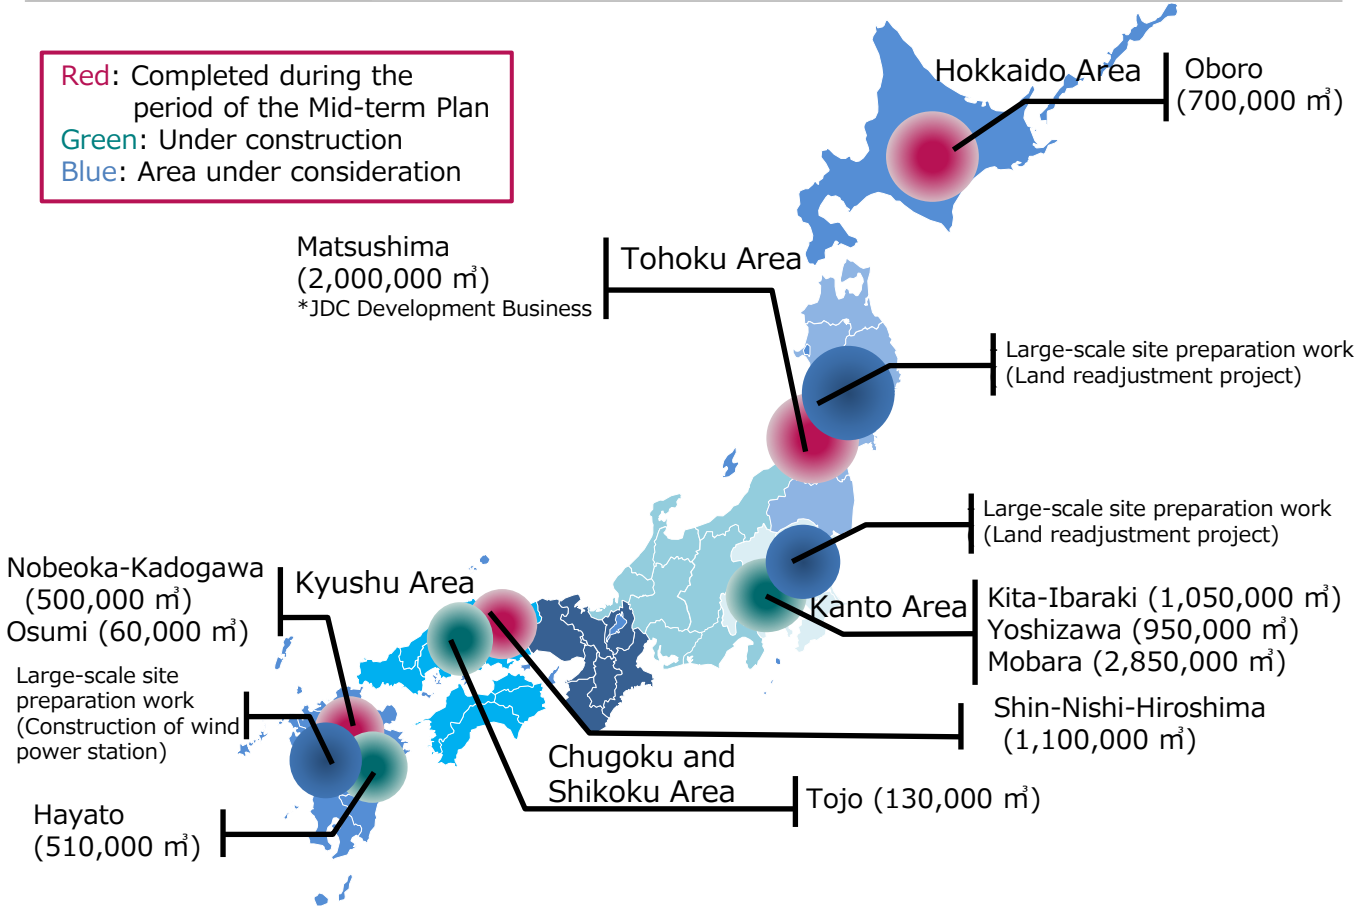 Red: Completed during the
period of the Mid-term Plan
Green: Under construction
Blue: Area under consideration
Hokkaido Area
Oboro
(700,000 ㎥)
Matsushima
(2,000,000 ㎥)
*JDC Development Business
Tohoku Area
Large-scale site preparation work
(Land readjustment project)
Large-scale site preparation work
(Land readjustment project)
Kanto Area
Kita-Ibaraki (1,050,000 ㎥)
Yoshizawa (950,000 ㎥)
Mobara (2,850,000 ㎥)
Nobeoka-Kadogawa
(500,000 ㎥)
Osumi (60,000 ㎥)
Kyushu Area
Large-scale site
preparation work
(Construction of wind
power station)
Hayato
(510,000 ㎥)
Shin-Nishi-Hiroshima
(1,100,000 ㎥)
Chugoku and
Shikoku Area
Tojo (130,000 ㎥)